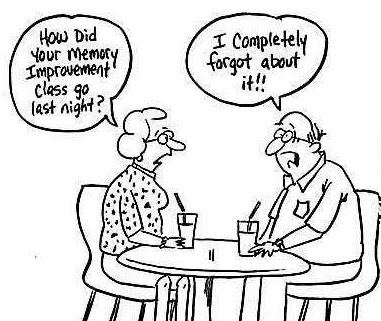 How Did
Your Memory
Improvement
Class go
last night?
I Completely
forgot about
it!!